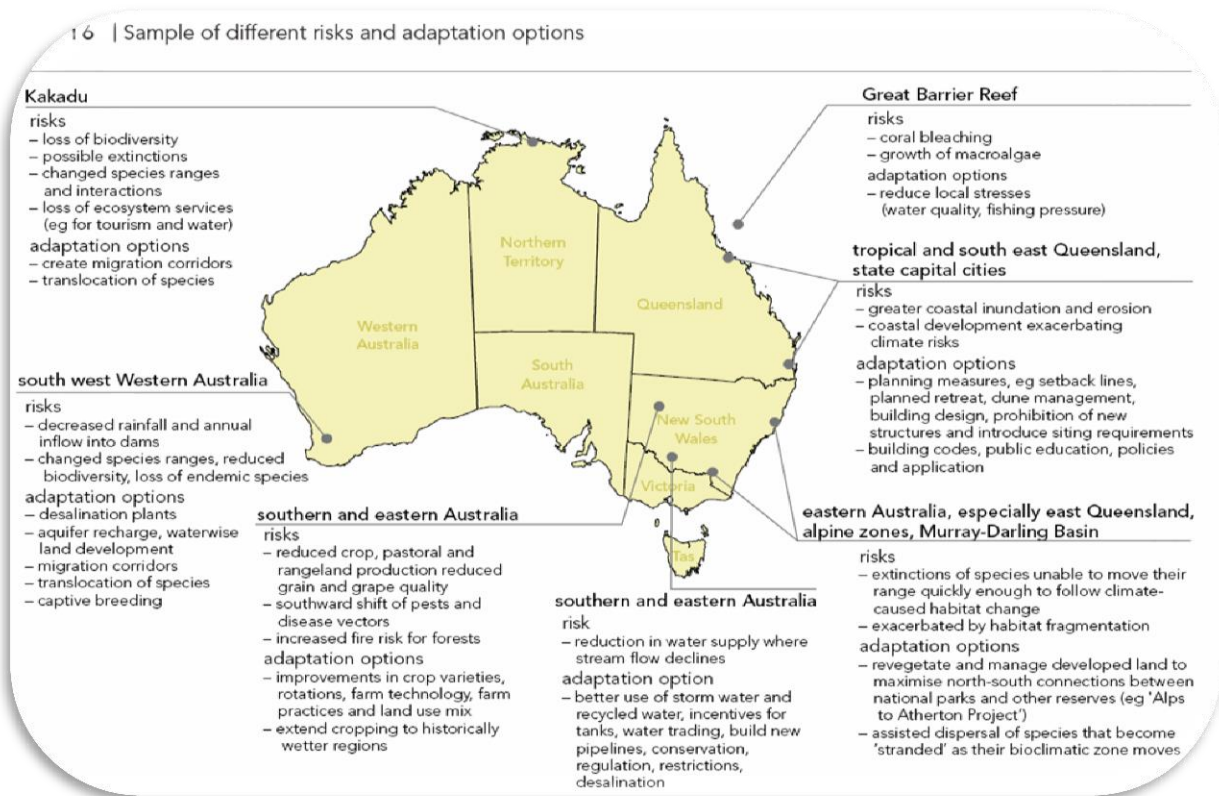 16 | Sample of different risks and adaptation options
Kakadu
risks
– loss of biodiversity
– possible extinctions
– changed species ranges
and interactions
– loss of ecosystem services
(eg for tourism and water)
adaptation options
– create migration corridors
– translocation of species
Great Barrier Reef
risks
– coral bleaching
– growth of macroalgae
adaptation options
– reduce local stresses
(water quality, fishing pressure)
tropical and south east Queensland,
state capital cities
risks
– greater coastal inundation and erosion
– coastal development exacerbating
climate risks
adaptation options
– planning measures, eg setback lines,
planned retreat, dune management,
building design, prohibition of new
structures and introduce siting requirements
– building codes, public education, policies
and application
Northern
Territory
Queensland
Western
Australia
South
Australia
New South
Wales
Victoria
Tas
south west Western Australia
risks
– decreased rainfall and annual
inflow into dams
– changed species ranges, reduced
biodiversity, loss of endemic species
adaptation options
– desalination plants
– aquifer recharge, waterwise
land development
– migration corridors
– translocation of species
– captive breeding
southern and eastern Australia
risks
– reduced crop, pastoral and
rangeland production reduced
grain and grape quality
– southward shift of pests and
disease vectors
– increased fire risk for forests
adaptation options
– improvements in crop varieties,
rotations, farm technology, farm
practices and land use mix
– extend cropping to historically
wetter regions
southern and eastern Australia
risk
– reduction in water supply where
stream flow declines
adaptation option
– better use of storm water and
recycled water, incentives for
tanks, water trading, build new
pipelines, conservation,
regulation, restrictions,
desalination
eastern Australia, especially east Queensland,
alpine zones, Murray-Darling Basin
risks
– extinctions of species unable to move their
range quickly enough to follow climate-
caused habitat change
– exacerbated by habitat fragmentation
adaptation options
– revegetate and manage developed land to
maximise north-south connections between
national parks and other reserves (eg 'Alps
to Atherton Project')
– assisted dispersal of species that become
'stranded' as their bioclimatic zone moves